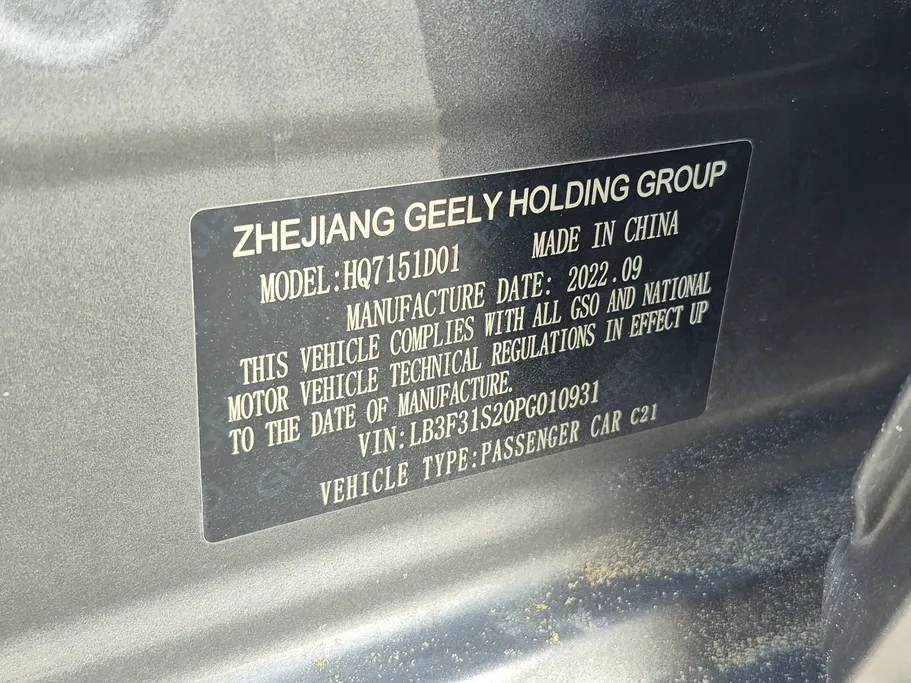 ZHEJIANG GEELY HOLDING GROUP
MODEL:HQ7151D01 MADE IN CHINA
MANUFACTURE DATE: 2022.09
THIS VEHICLE COMPLIES WITH ALL GSO AND NATIONAL
MOTOR VEHICLE TECHNICAL REGULATIONS IN EFFECT UP
TO THE DATE OF MANUFACTURE.
VIN:LB3F31S20PG010931
VEHICLE TYPE:PASSENGER CAR C21